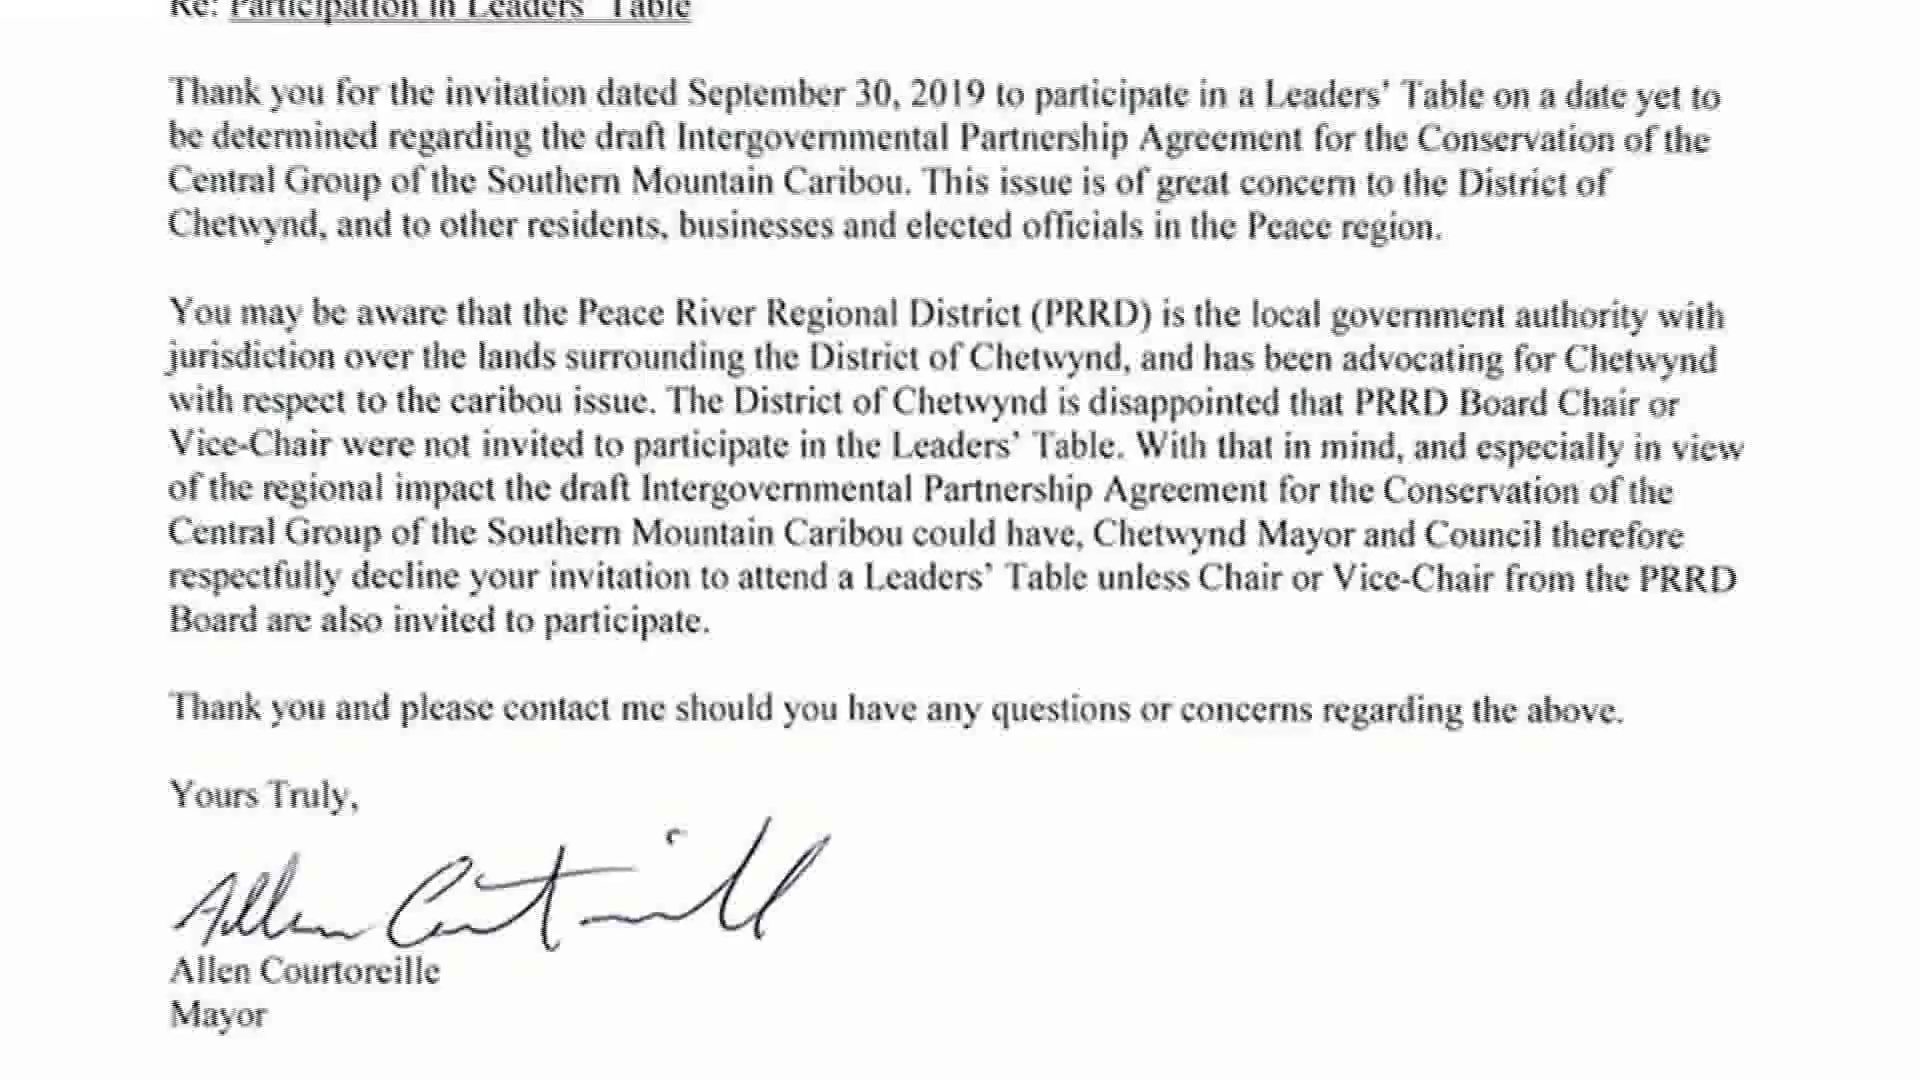 Re: Participation in Leaders' Table
Thank you for the invitation dated September 30, 2019 to participate in a Leaders' Table on a date yet to
be determined regarding the draft Intergovernmental Partnership Agreement for the Conservation of the
Central Group of the Southern Mountain Caribou. This issue is of great concern to the District of
Chetwynd, and to other residents, businesses and elected officials in the Peace region.
You may be aware that the Peace River Regional District (PRRD) is the local government authority with
jurisdiction over the lands surrounding the District of Chetwynd, and has been advocating for Chetwynd
with respect to the caribou issue. The District of Chetwynd is disappointed that PRRD Board Chair or
Vice-Chair were not invited to participate in the Leaders' Table. With that in mind, and especially in view
of the regional impact the draft Intergovernmental Partnership Agreement for the Conservation of the
Central Group of the Southern Mountain Caribou could have, Chetwynd Mayor and Council therefore
respectfully decline your invitation to attend a Leaders' Table unless Chair or Vice-Chair from the PRRD
Board are also invited to participate.
Thank you and please contact me should you have any questions or concerns regarding the above.
Yours Truly,
Allen Courtoreille
Allen Courtoreille
Mayor